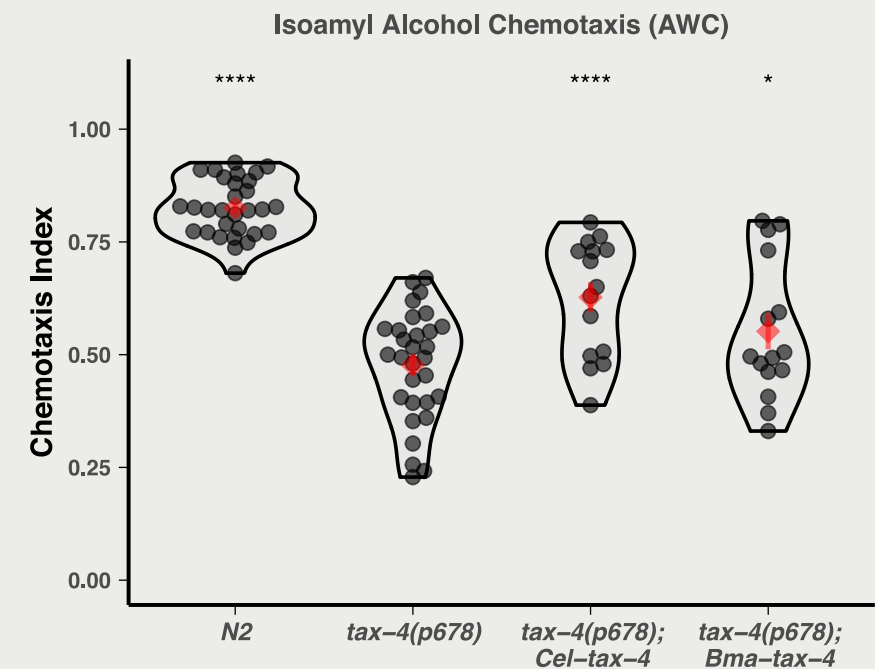 Isoamyl Alcohol Chemotaxis (AWC)
**** **** *
Chemotaxis Index
1.00
0.75
0.50
0.25
0.00
N2 tax−4(p678) tax−4(p678); tax−4(p678);
Cel−tax−4 Bma−tax−4